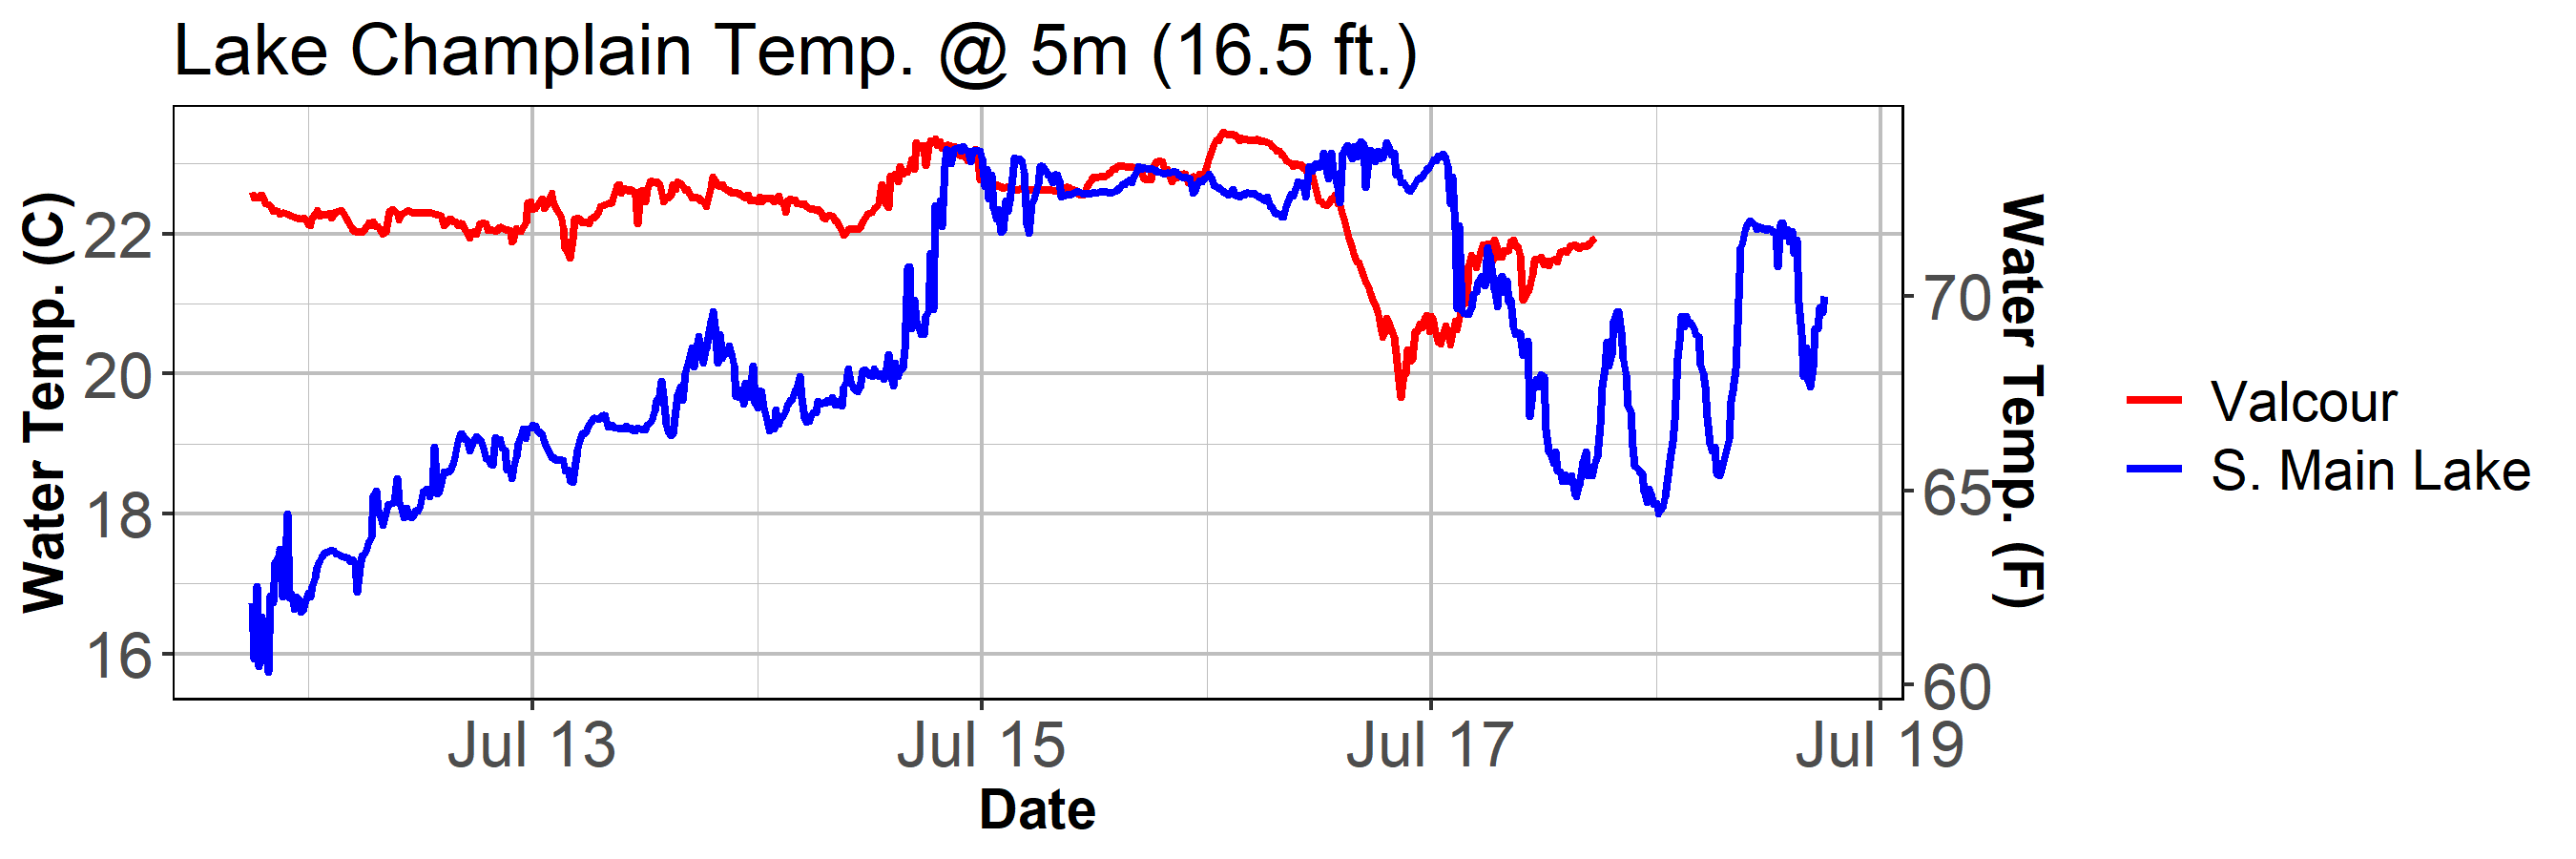 Lake Champlain Temp. @ 5m (16.5 ft.)
Water Temp. (C)
22
20
18
16
70
65
60
Water Temp. (F)
Jul 13
Jul 15
Jul 17
Jul 19
Date
Valcour
S. Main Lake